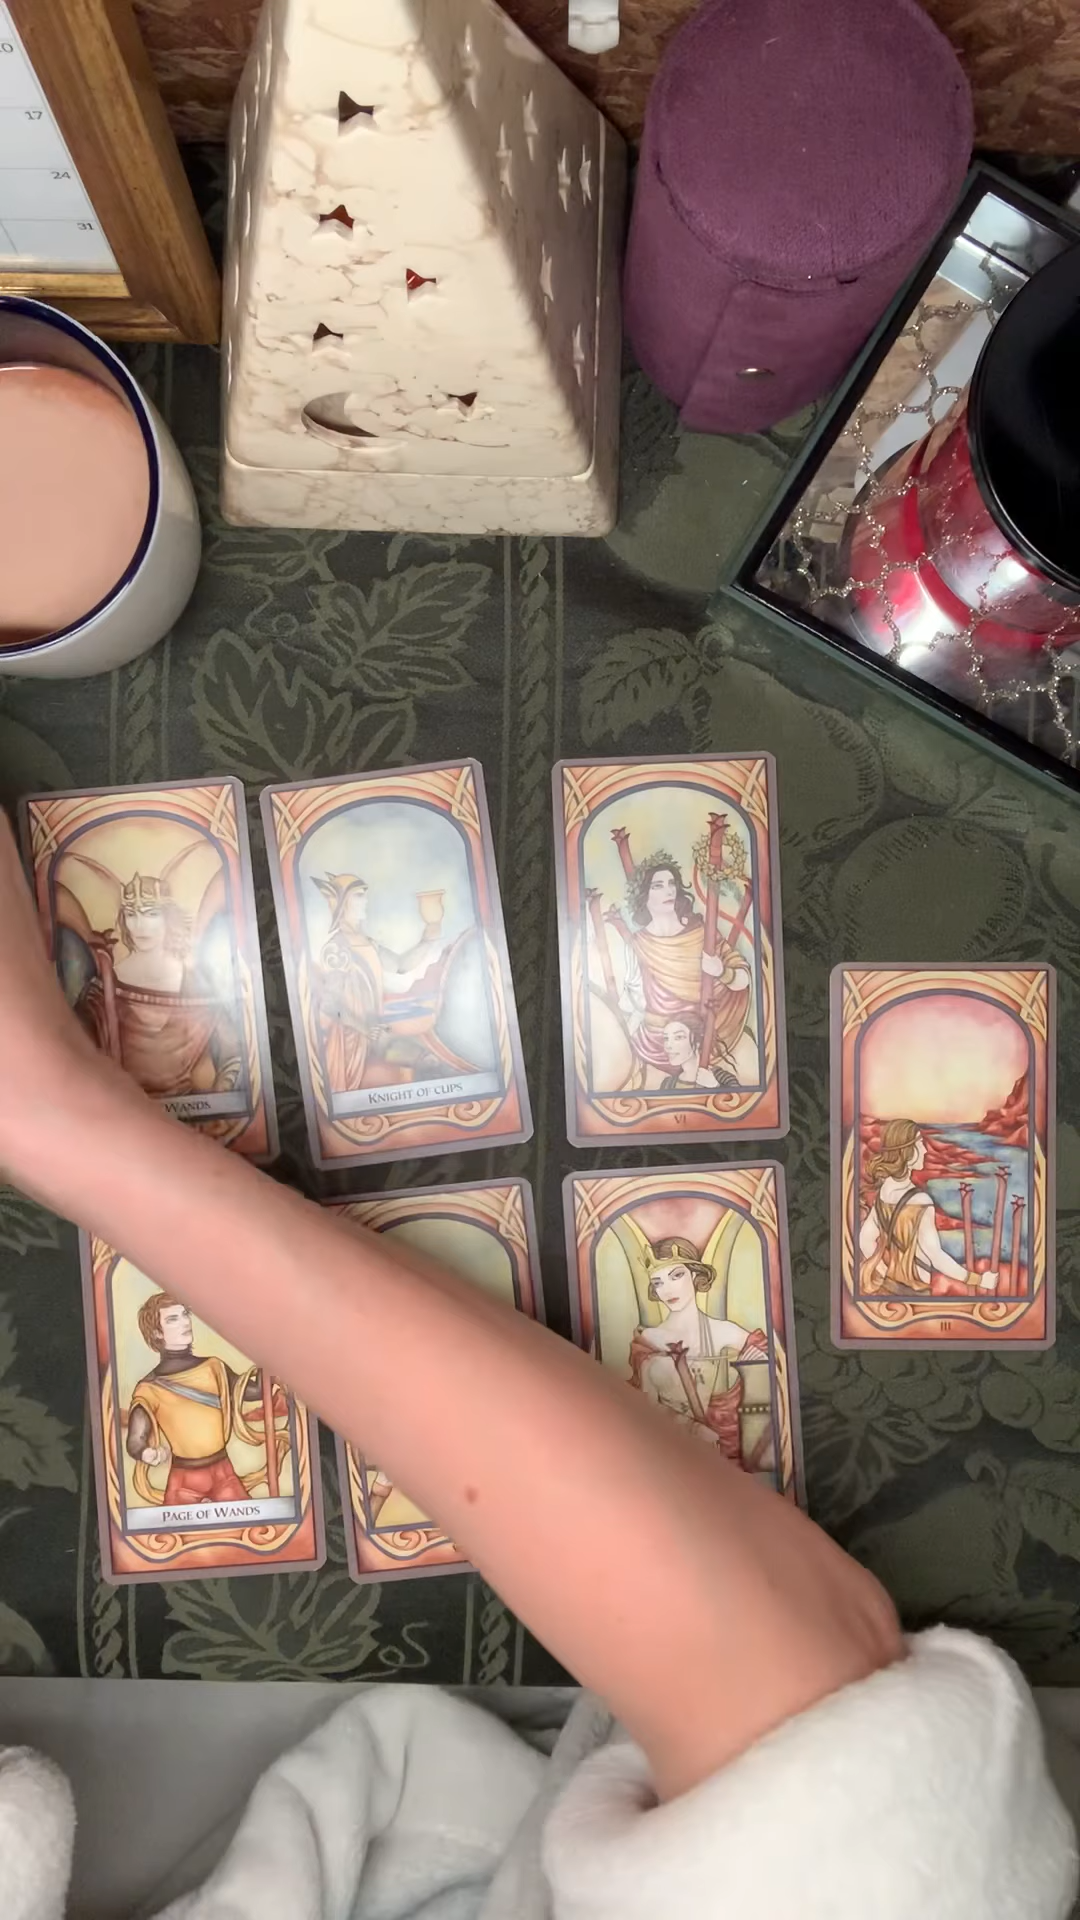 17
24
31
WANDS
KNIGHT OF CUPS
VI
III
PAGE OF WANDS